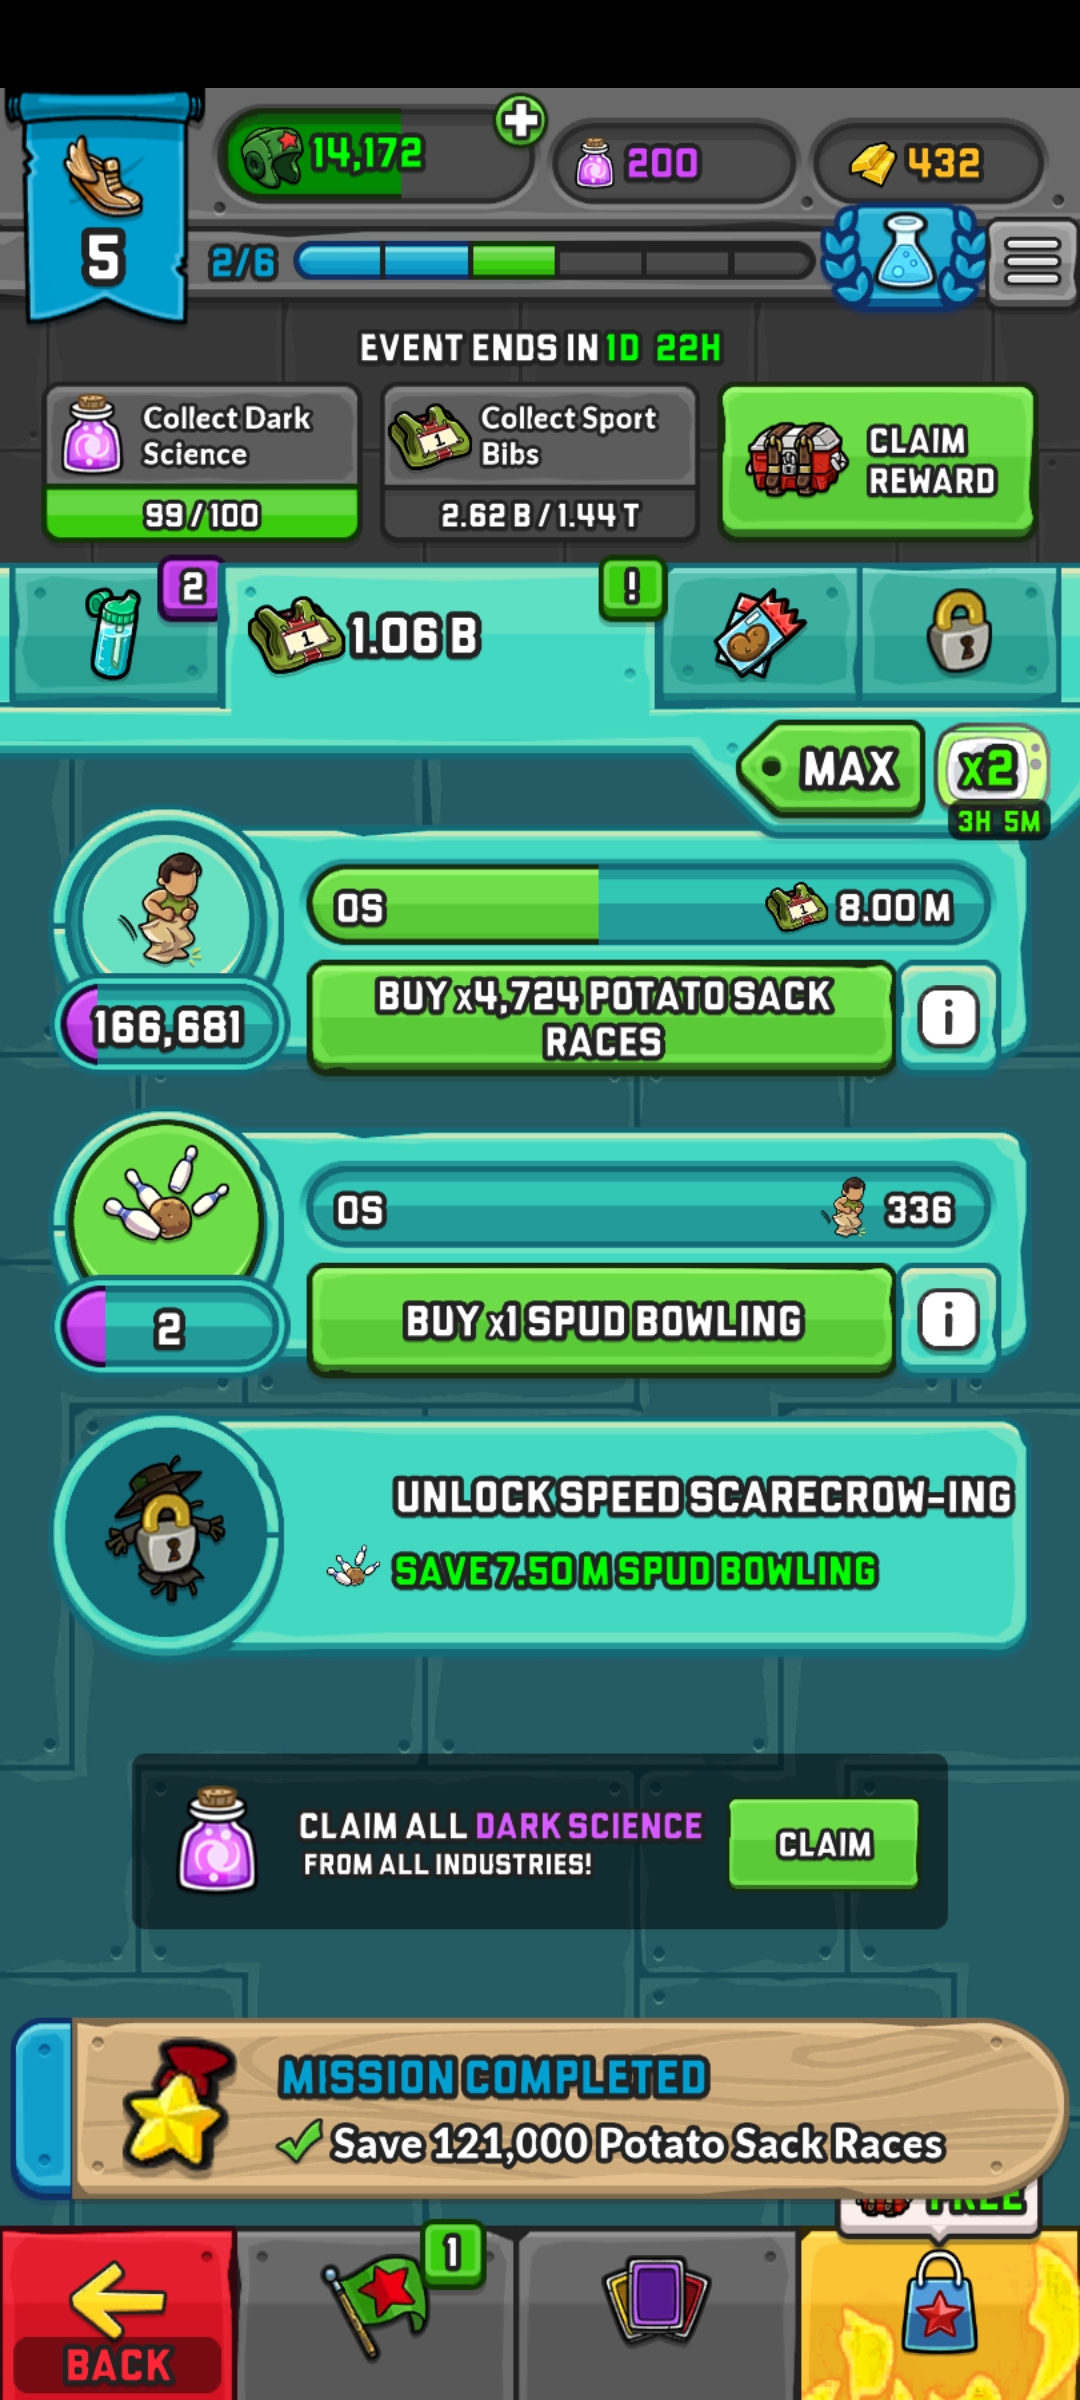 14,172
200
432
5
2/6
EVENT ENDS IN 1D 22H
Collect Dark
Science
99/100
Collect Sport
Bibs
2.62 B/1.44 T
CLAIM
REWARD
2
1
1.06 B
!
MAX
x2
3H 5M
0S
8.00 M
166,681
BUY x4,724 POTATO SACK
RACES
i
0S
336
2
BUY x1 SPUD BOWLING
i
UNLOCK SPEED SCARECROW-ING
SAVE 7.50 M SPUD BOWLING
CLAIM ALL DARK SCIENCE
FROM ALL INDUSTRIES!
CLAIM
MISSION COMPLETED
Save 121,000 Potato Sack Races
FREE
1
BACK